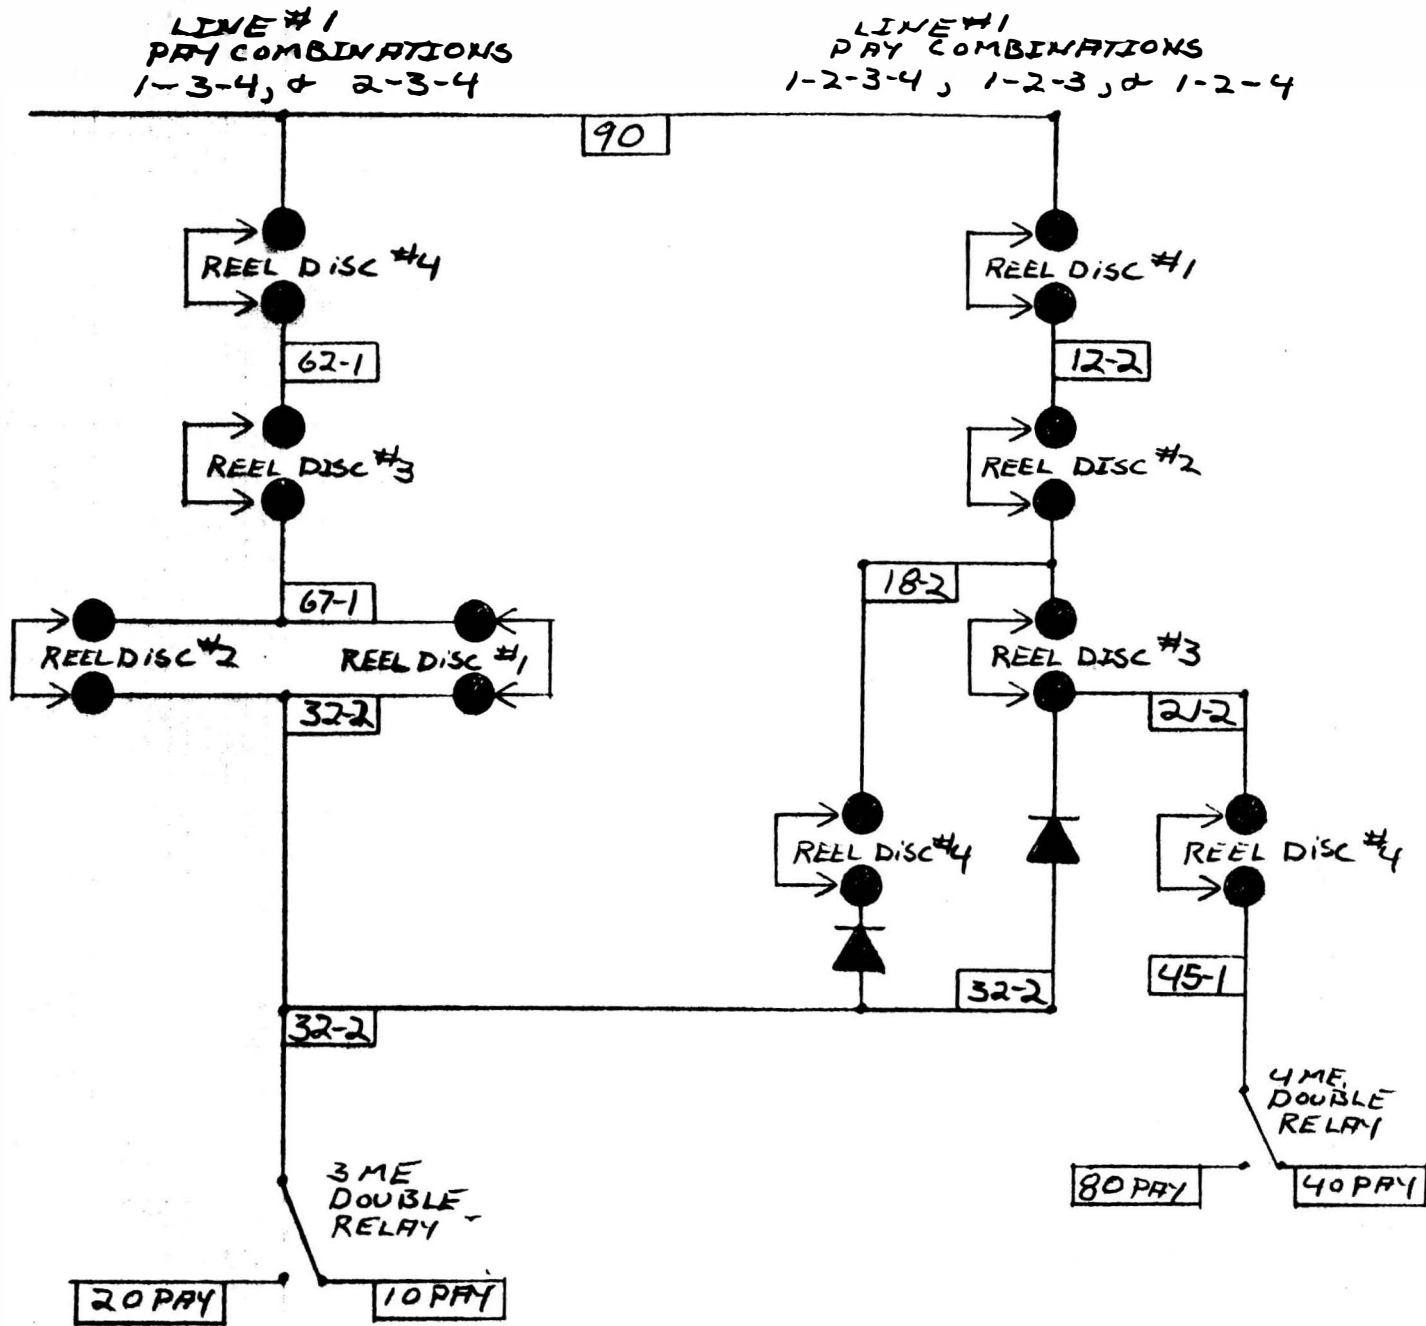 LINE #1
PAY COMBINATIONS
1-3-4, & 2-3-4
LINE #1
PAY COMBINATIONS
1-2-3-4, 1-2-3, & 1-2-4
90
REEL DISC #4
62-1
REEL DISC #3
67-1
REEL DISC #2
REEL DISC #1
32-2
32-2
3 ME
DOUBLE
RELAY
20 PAY
10 PAY
REEL DISC #1
12-2
REEL DISC #2
18-2
REEL DISC #3
21-2
REEL DISC #4
REEL DISC #4
32-2
45-1
4 ME.
DOUBLE
RELAY
80 PAY
40 PAY